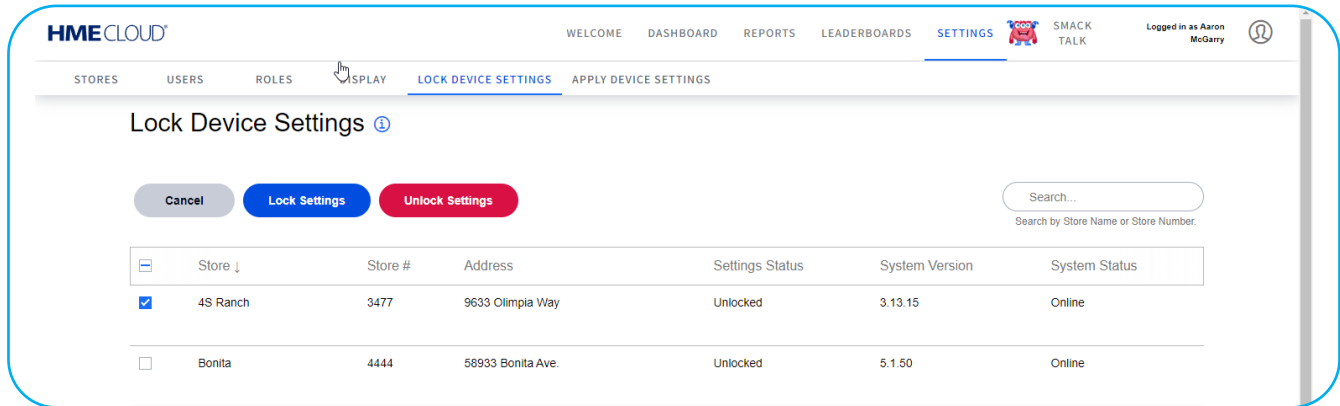 HME CLOUD®
WELCOME DASHBOARD REPORTS LEADERBOARDS SETTINGS SMACK TALK Logged in as Aaron McGarry
STORES USERS ROLES DISPLAY LOCK DEVICE SETTINGS APPLY DEVICE SETTINGS
Lock Device Settings
Cancel Lock Settings Unlock Settings Search...
Search by Store Name or Store Number.
Store ↓ Store # Address Settings Status System Version System Status
4S Ranch 3477 9633 Olimpia Way Unlocked 3.13.15 Online
Bonita 4444 58933 Bonita Ave. Unlocked 5.1.50 Online